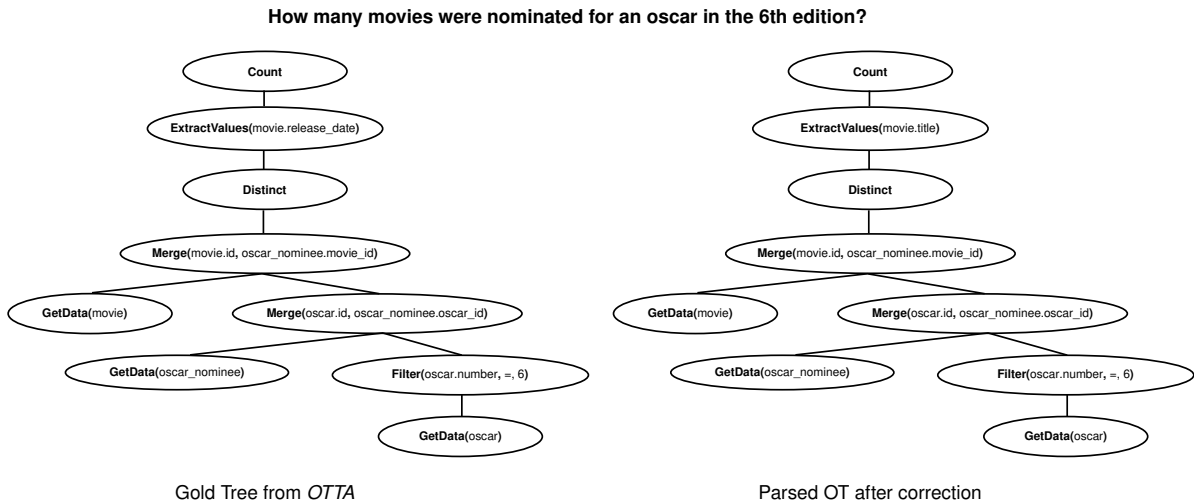 How many movies were nominated for an oscar in the 6th edition?
Count
ExtractValues(movie.release_date)
Distinct
Merge(movie.id, oscar_nominee.movie_id)
GetData(movie)
Merge(oscar.id, oscar_nominee.oscar_id)
GetData(oscar_nominee)
Filter(oscar.number, =, 6)
GetData(oscar)
Gold Tree from OTTA
Count
ExtractValues(movie.title)
Distinct
Merge(movie.id, oscar_nominee.movie_id)
GetData(movie)
Merge(oscar.id, oscar_nominee.oscar_id)
GetData(oscar_nominee)
Filter(oscar.number, =, 6)
GetData(oscar)
Parsed OT after correction